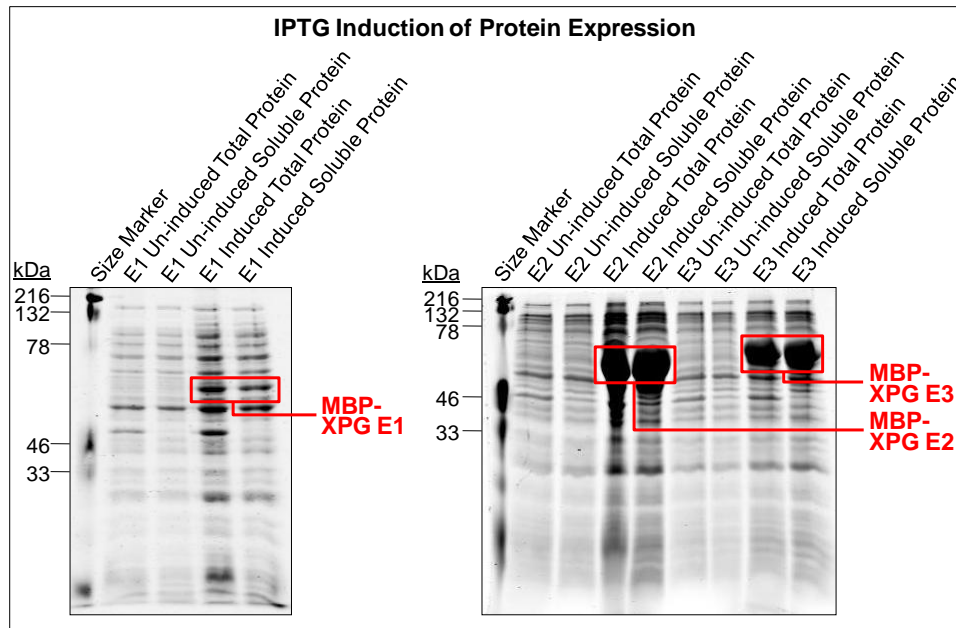 IPTG Induction of Protein Expression
Size Marker
E1 Un-induced Total Protein
E1 Un-induced Soluble Protein
E1 Induced Total Protein
E1 Induced Soluble Protein
kDa
216
132
78
46
33
MBP-
XPG E1
Size Marker
E2 Un-induced Total Protein
E2 Un-induced Soluble Protein
E2 Induced Total Protein
E2 Induced Soluble Protein
E3 Un-induced Total Protein
E3 Un-induced Soluble Protein
E3 Induced Total Protein
E3 Induced Soluble Protein
kDa
216
132
78
46
33
MBP-
XPG E3
MBP-
XPG E2